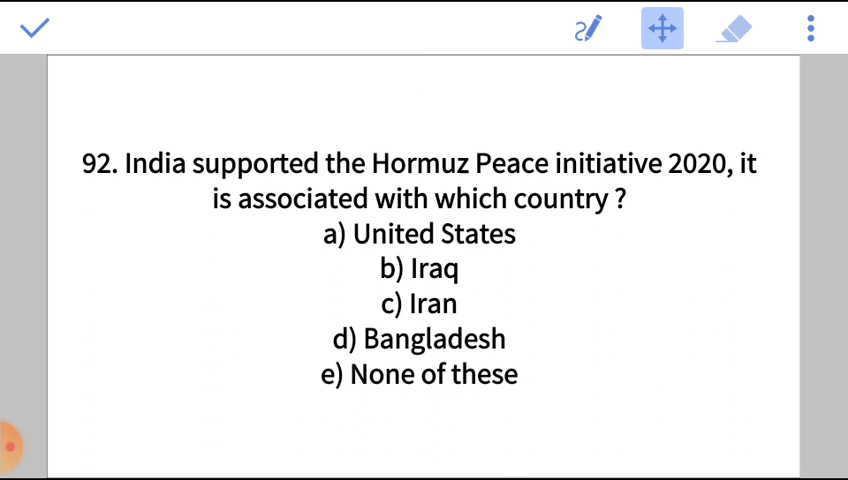 92. India supported the Hormuz Peace initiative 2020, it
is associated with which country ?
a) United States
b) Iraq
c) Iran
d) Bangladesh
e) None of these